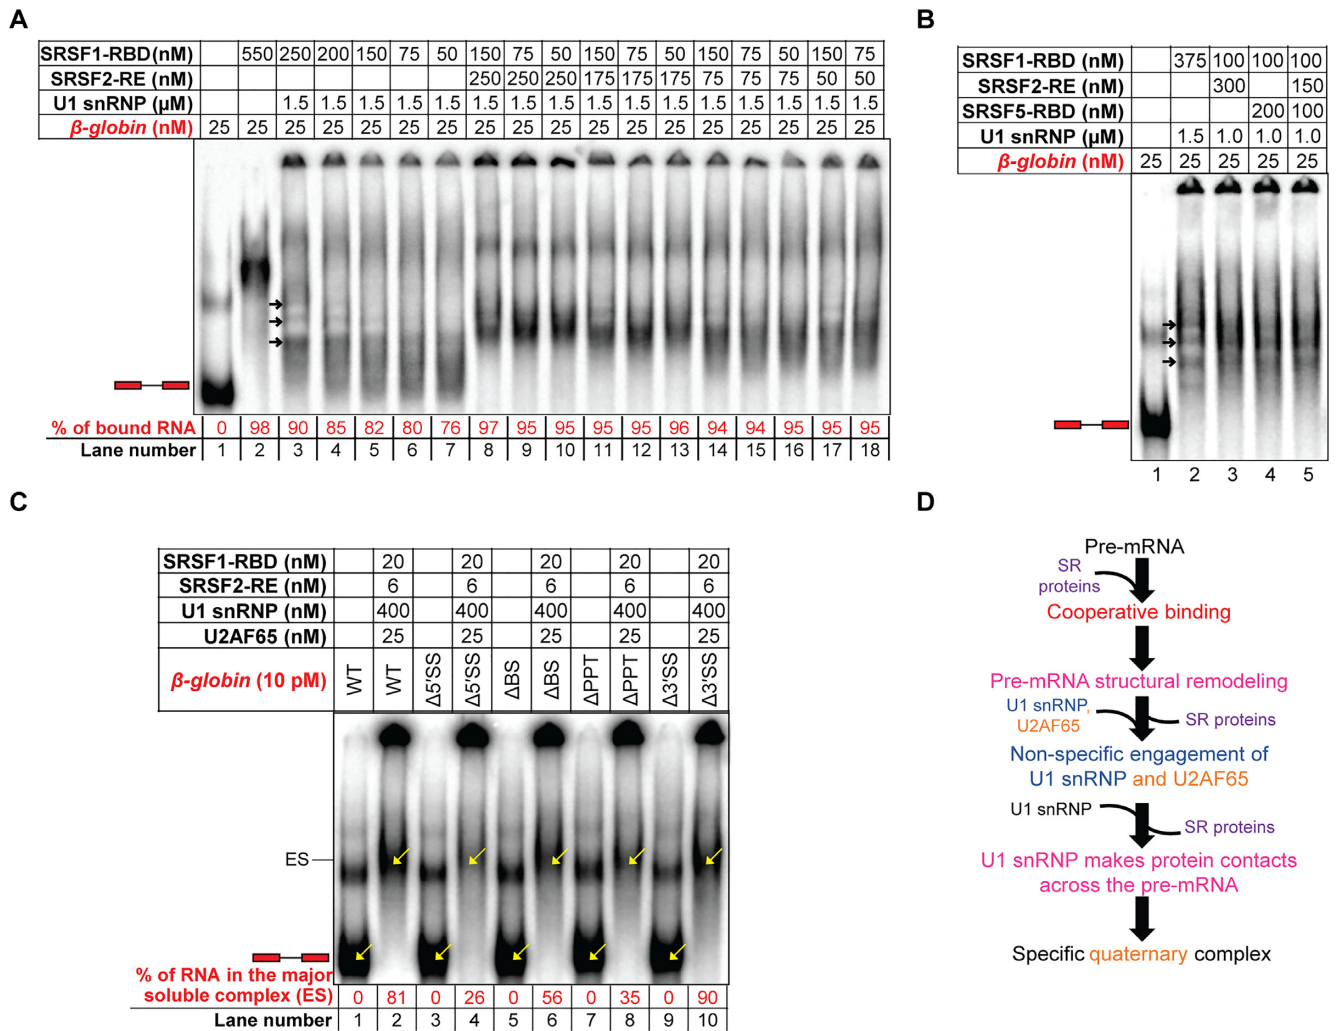 A
SRSF1-RBD(nM) 550 250 200 150 75 50 150 75 50 150 75 50 150 75 50 150 75
SRSF2-RE (nM) 250 250 250 175 175 175 75 75 75 50 50
U1 snRNP (µM) 1.5 1.5 1.5 1.5 1.5 1.5 1.5 1.5 1.5 1.5 1.5 1.5 1.5 1.5 1.5 1.5
β-globin (nM) 25 25 25 25 25 25 25 25 25 25 25 25 25 25 25 25 25 25
% of bound RNA 0 98 90 85 82 80 76 97 95 95 95 95 96 94 94 95 95 95
Lane number 1 2 3 4 5 6 7 8 9 10 11 12 13 14 15 16 17 18
B
SRSF1-RBD (nM) 375 100 100 100
SRSF2-RE (nM) 300 150
SRSF5-RBD (nM) 200 100
U1 snRNP (µM) 1.5 1.0 1.0 1.0
β-globin (nM) 25 25 25 25 25
1 2 3 4 5
C
SRSF1-RBD (nM) 20 20 20 20 20
SRSF2-RE (nM) 6 6 6 6 6
U1 snRNP (nM) 400 400 400 400 400
U2AF65 (nM) 25 25 25 25 25
β-globin (10 pM) WT WT Δ5′SS Δ5′SS ΔBS ΔBS ΔPPT ΔPPT Δ3′SS Δ3′SS
ES
% of RNA in the major
soluble complex (ES) 0 81 0 26 0 56 0 35 0 90
Lane number 1 2 3 4 5 6 7 8 9 10
D
Pre-mRNA
SR
proteins
Cooperative binding
Pre-mRNA structural remodeling
U1 snRNP,
U2AF65
SR proteins
Non-specific engagement of
U1 snRNP and U2AF65
U1 snRNP
SR proteins
U1 snRNP makes protein contacts
across the pre-mRNA
Specific quaternary complex